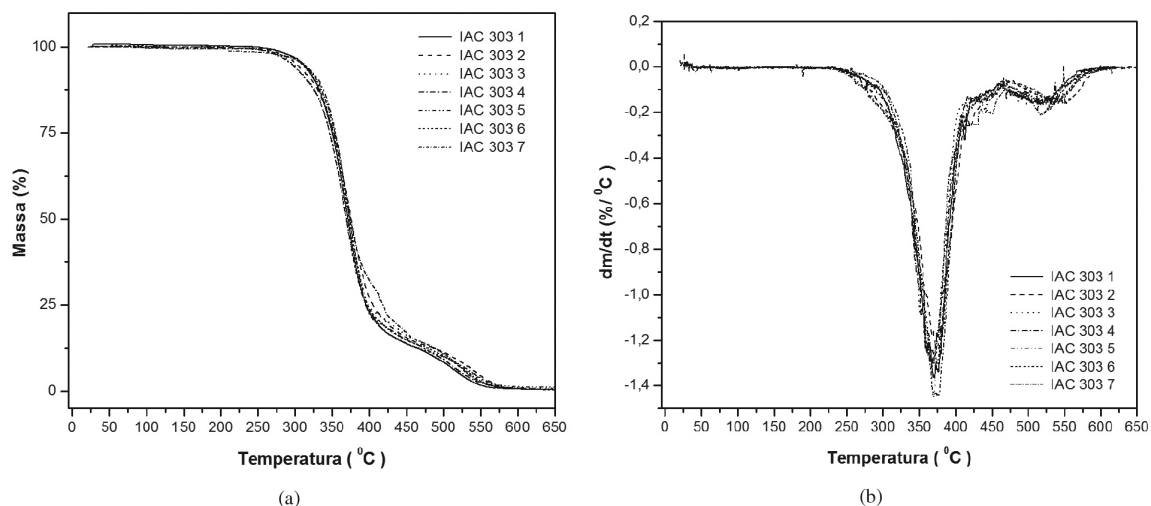 IAC 303 1
IAC 303 2
IAC 303 3
IAC 303 4
IAC 303 5
IAC 303 6
IAC 303 7
100
75
50
25
0
Massa (%)
0 50 100 150 200 250 300 350 400 450 500 550 600 650
Temperatura ( ⁰C )
(a)
0,2
0,0
-0,2
-0,4
-0,6
-0,8
-1,0
-1,2
-1,4
dm/dt (%/ ⁰C)
IAC 303 1
IAC 303 2
IAC 303 3
IAC 303 4
IAC 303 5
IAC 303 6
IAC 303 7
0 50 100 150 200 250 300 350 400 450 500 550 600 650
Temperatura ( ⁰C )
(b)